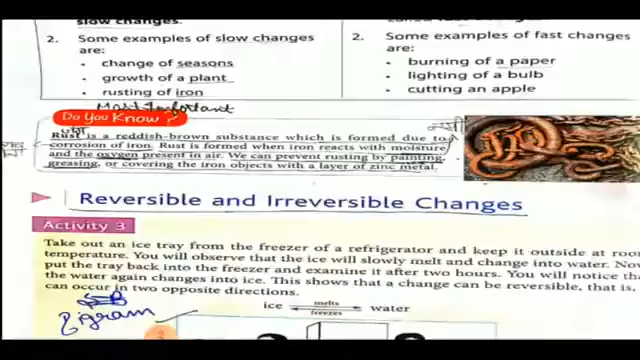 slow changes.
2. Some examples of slow changes are:
• change of seasons
• growth of a plant
• rusting of iron
2. Some examples of fast changes are:
• burning of a paper
• lighting of a bulb
• cutting an apple
Most Important
Do You Know?
Rust is a reddish-brown substance which is formed due to
corrosion of iron. Rust is formed when iron reacts with moisture
and the oxygen present in air. We can prevent rusting by painting,
greasing, or covering the iron objects with a layer of zinc metal.
Reversible and Irreversible Changes
Activity 3
Take out an ice tray from the freezer of a refrigerator and keep it outside at room
temperature. You will observe that the ice will slowly melt and change into water. Now
put the tray back into the freezer and examine it after two hours. You will notice tha
the water again changes into ice. This shows that a change can be reversible, that is,
can occur in two opposite directions.
ice melts freezes water